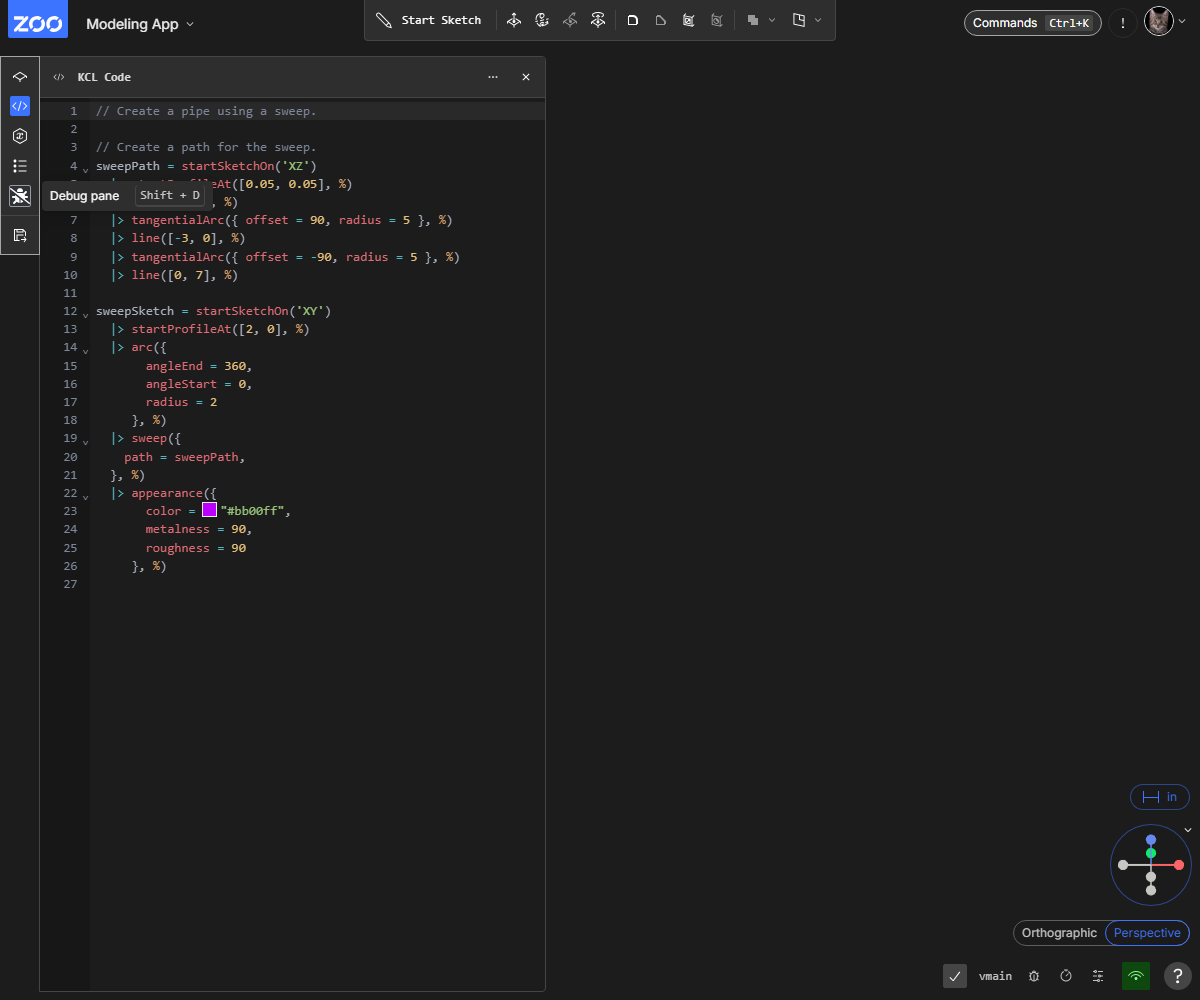 ZOO
Modeling App
Start Sketch
Commands Ctrl+K
!
KCL Code
1 // Create a pipe using a sweep.
2
3 // Create a path for the sweep.
4 sweepPath = startSketchOn('XZ')
At([0.05, 0.05], %)
Debug pane Shift + D
, %)
7 |> tangentialArc({ offset = 90, radius = 5 }, %)
8 |> line([-3, 0], %)
9 |> tangentialArc({ offset = -90, radius = 5 }, %)
10 |> line([0, 7], %)
11
12 sweepSketch = startSketchOn('XY')
13 |> startProfileAt([2, 0], %)
14 |> arc({
15 angleEnd = 360,
16 angleStart = 0,
17 radius = 2
18 }, %)
19 |> sweep({
20 path = sweepPath,
21 }, %)
22 |> appearance({
23 color = "#bb00ff",
24 metalness = 90,
25 roughness = 90
26 }, %)
27
in
Orthographic Perspective
vmain
?